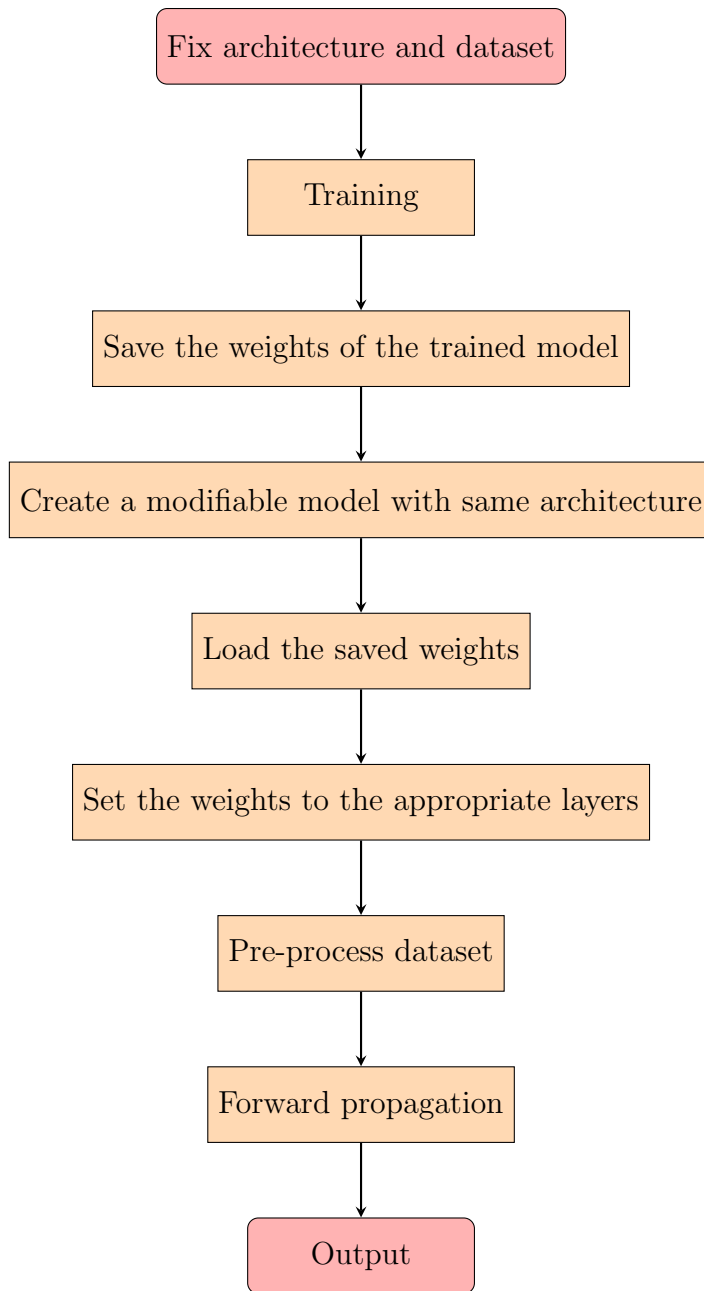 Fix architecture and dataset
Training
Save the weights of the trained model
Create a modifiable model with same architecture
Load the saved weights
Set the weights to the appropriate layers
Pre-process dataset
Forward propagation
Output